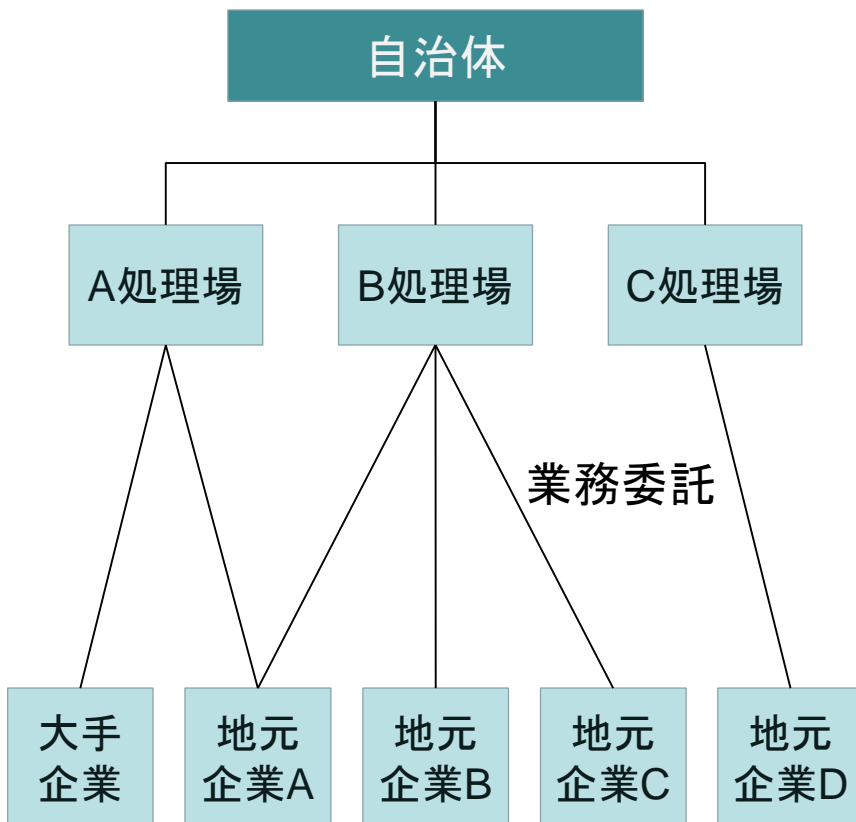 自治体
A処理場
B処理場
C処理場
業務委託
大手
企業
地元
企業A
地元
企業B
地元
企業C
地元
企業D